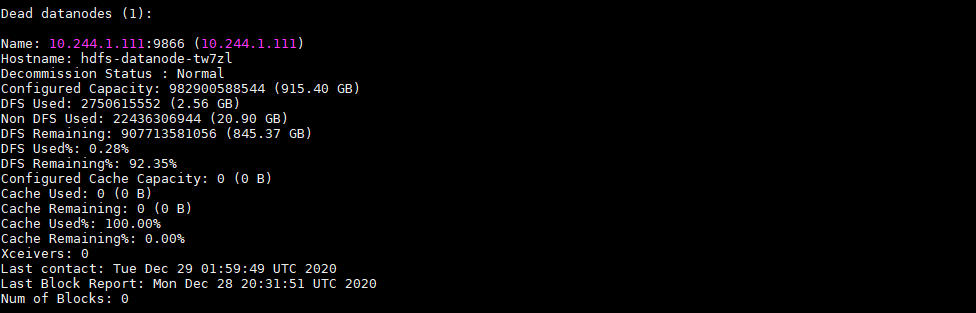 Dead datanodes (1):
Name: 10.244.1.111:9866 (10.244.1.111)
Hostname: hdfs-datanode-tw7zl
Decommission Status : Normal
Configured Capacity: 982900588544 (915.40 GB)
DFS Used: 2750615552 (2.56 GB)
Non DFS Used: 22436306944 (20.90 GB)
DFS Remaining: 907713581056 (845.37 GB)
DFS Used%: 0.28%
DFS Remaining%: 92.35%
Configured Cache Capacity: 0 (0 B)
Cache Used: 0 (0 B)
Cache Remaining: 0 (0 B)
Cache Used%: 100.00%
Cache Remaining%: 0.00%
Xceivers: 0
Last contact: Tue Dec 29 01:59:49 UTC 2020
Last Block Report: Mon Dec 28 20:31:51 UTC 2020
Num of Blocks: 0